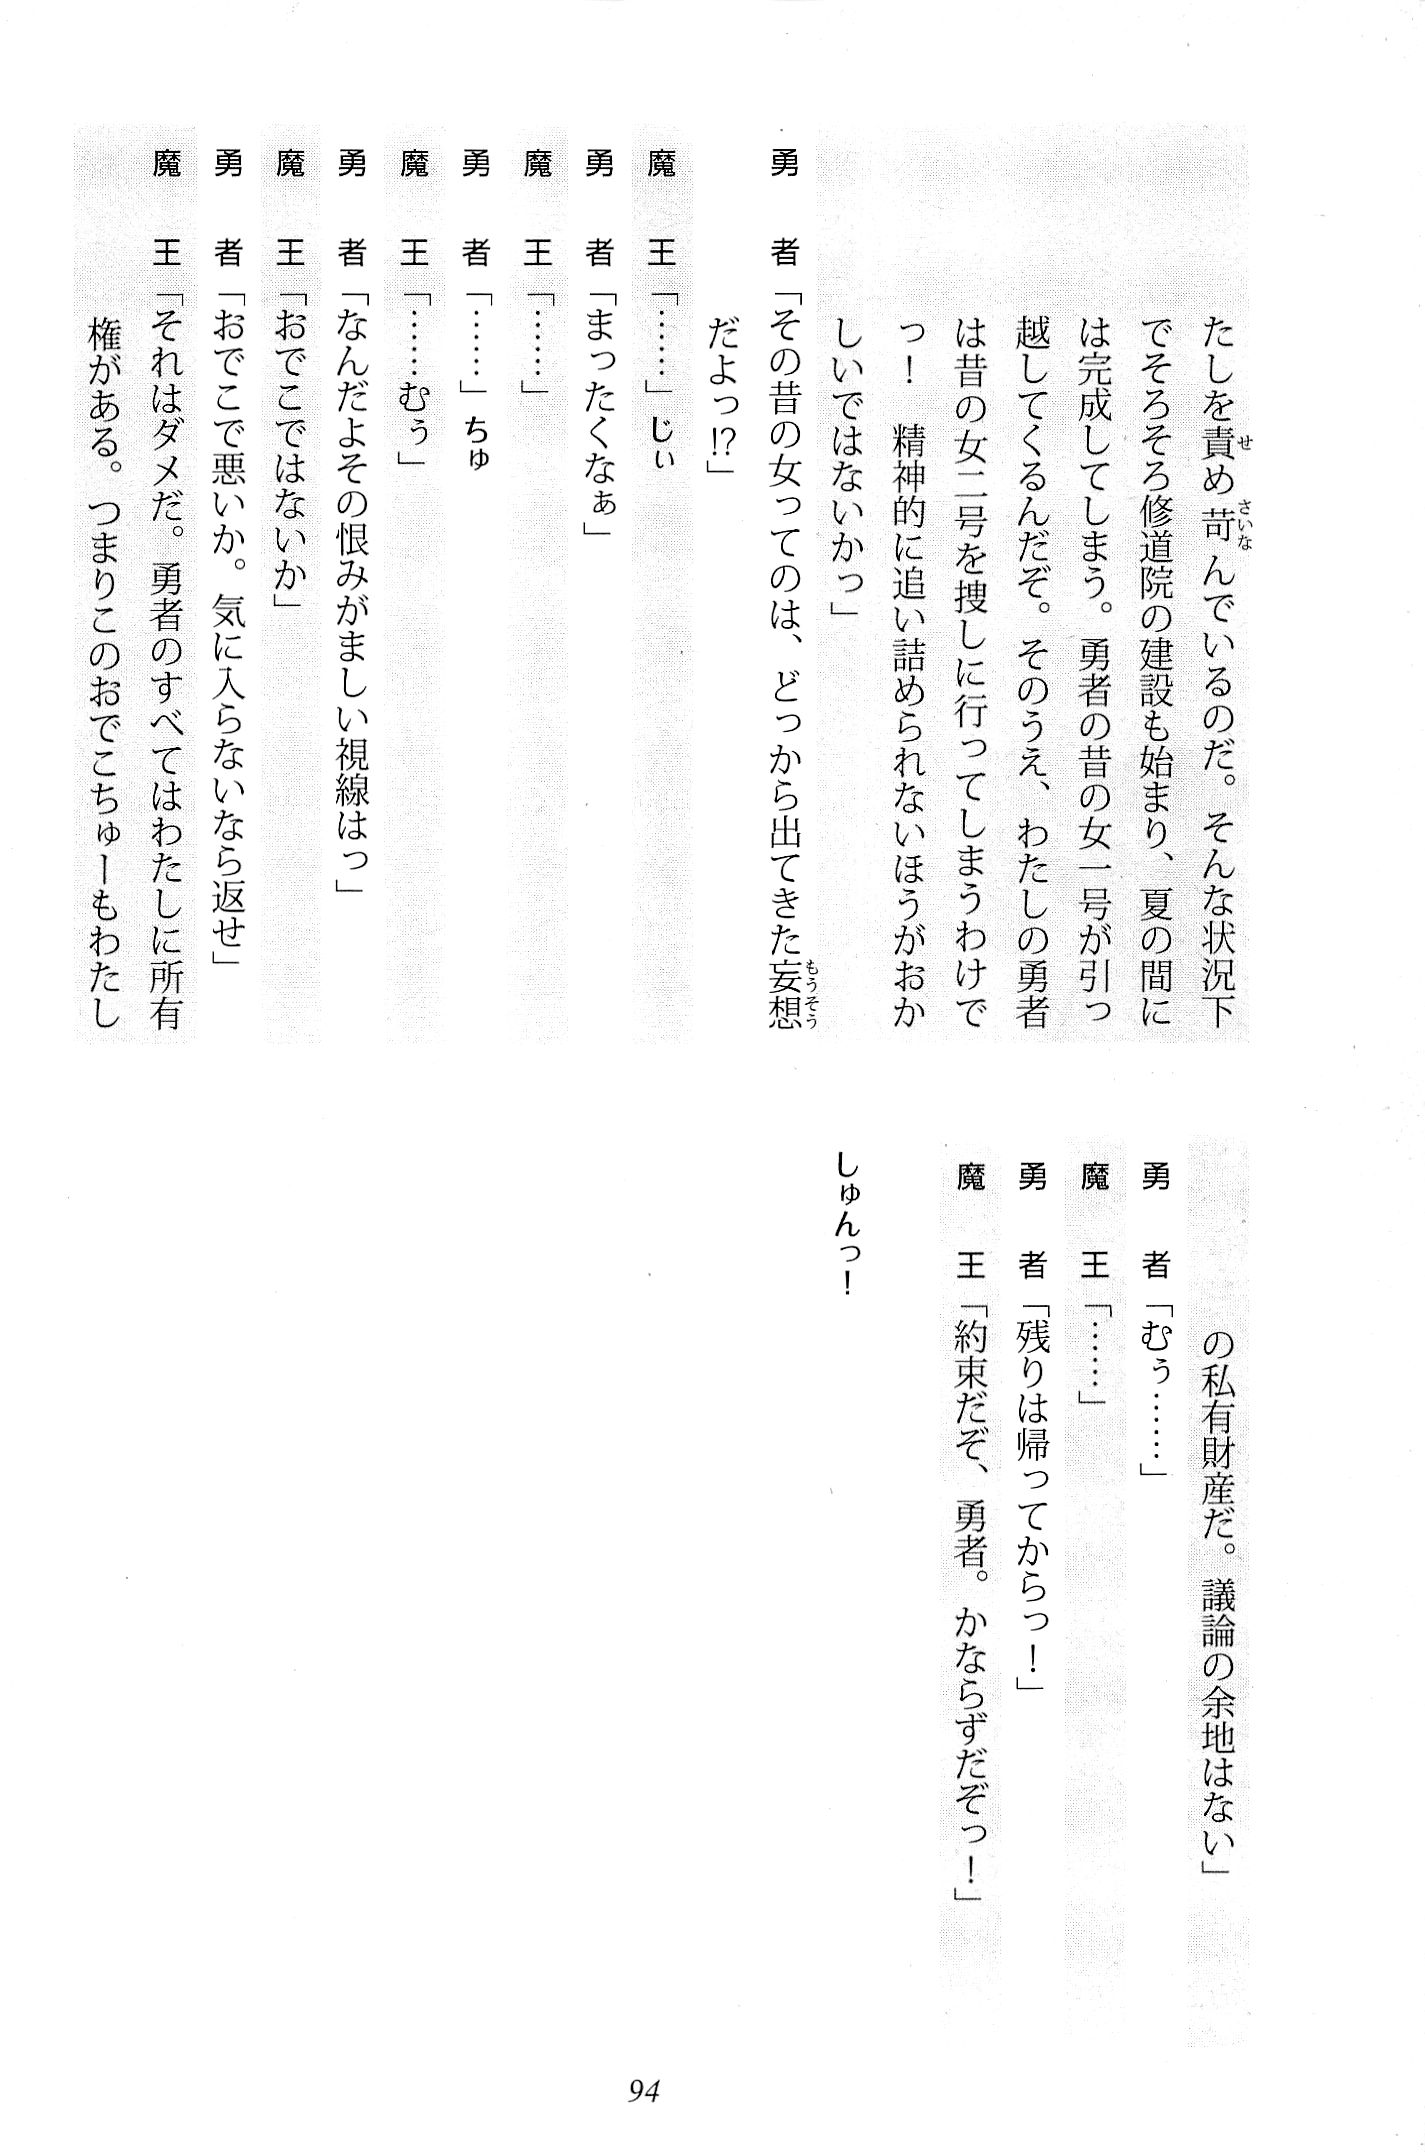 たしを責め苛んでいるのだ。そんな状況下
でそろそろ修道院の建設も始まり、夏の間に
は完成してしまう。勇者の昔の女一号が引っ
越してくるんだぞ。そのうえ、わたしの勇者
は昔の女二号を捜しに行ってしまうわけで
っ！　精神的に追い詰められないほうがおか
しいではないかっ」
勇者「その昔の女ってのは、どっから出てきた妄想
だよっ!?」
魔王「……」じぃ
勇者「まったくなぁ」
魔王「……」
勇者「……」ちゅ
魔王「……むぅ」
勇者「なんだよその恨みがましい視線はっ」
魔王「おでこではないか」
勇者「おでこで悪いか。気に入らないなら返せ」
魔王「それはダメだ。勇者のすべてはわたしに所有
権がある。つまりこのおでこちゅーもわたし
の私有財産だ。議論の余地はない」
勇者「むぅ……」
魔王「……」
勇者「残りは帰ってからっ！」
魔王「約束だぞ、勇者。かならずだぞっ！」
しゅんっ！
94